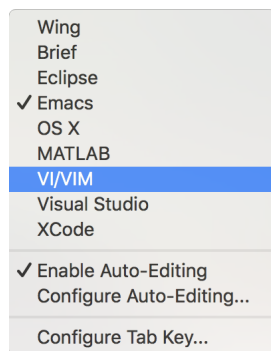 Wing
Brief
Eclipse
✓ Emacs
OS X
MATLAB
VI/VIM
Visual Studio
XCode
✓ Enable Auto-Editing
Configure Auto-Editing...
Configure Tab Key...